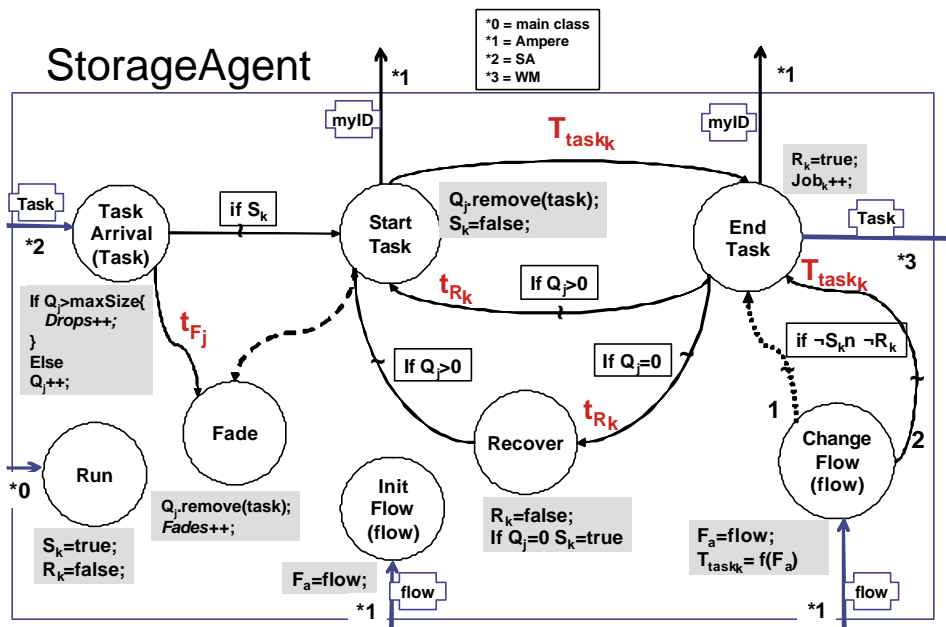 *0 = main class
*1 = Ampere
*2 = SA
*3 = WM
StorageAgent
*1
*1
myID
myID
T_task_k
R_k=true;
Job_k++;
Task
*2
Task
Arrival
(Task)
if S_k
Start
Task
Q_j.remove(task);
S_k=false;
End
Task
Task
*3
If Q_j>maxSize{
Drops++;
}
Else
Q_j++;
t_F_j
t_R_k
If Q_j>0
T_task_k
If Q_j>0
If Q_j=0
if ¬S_kn ¬R_k
t_R_k
1
2
Fade
Recover
Change
Flow
(flow)
*0
Run
Init
Flow
(flow)
Q_j.remove(task);
Fades++;
R_k=false;
If Q_j=0 S_k=true
S_k=true;
R_k=false;
F_a=flow;
F_a=flow;
T_task_k= f(F_a)
*1
flow
*1
flow